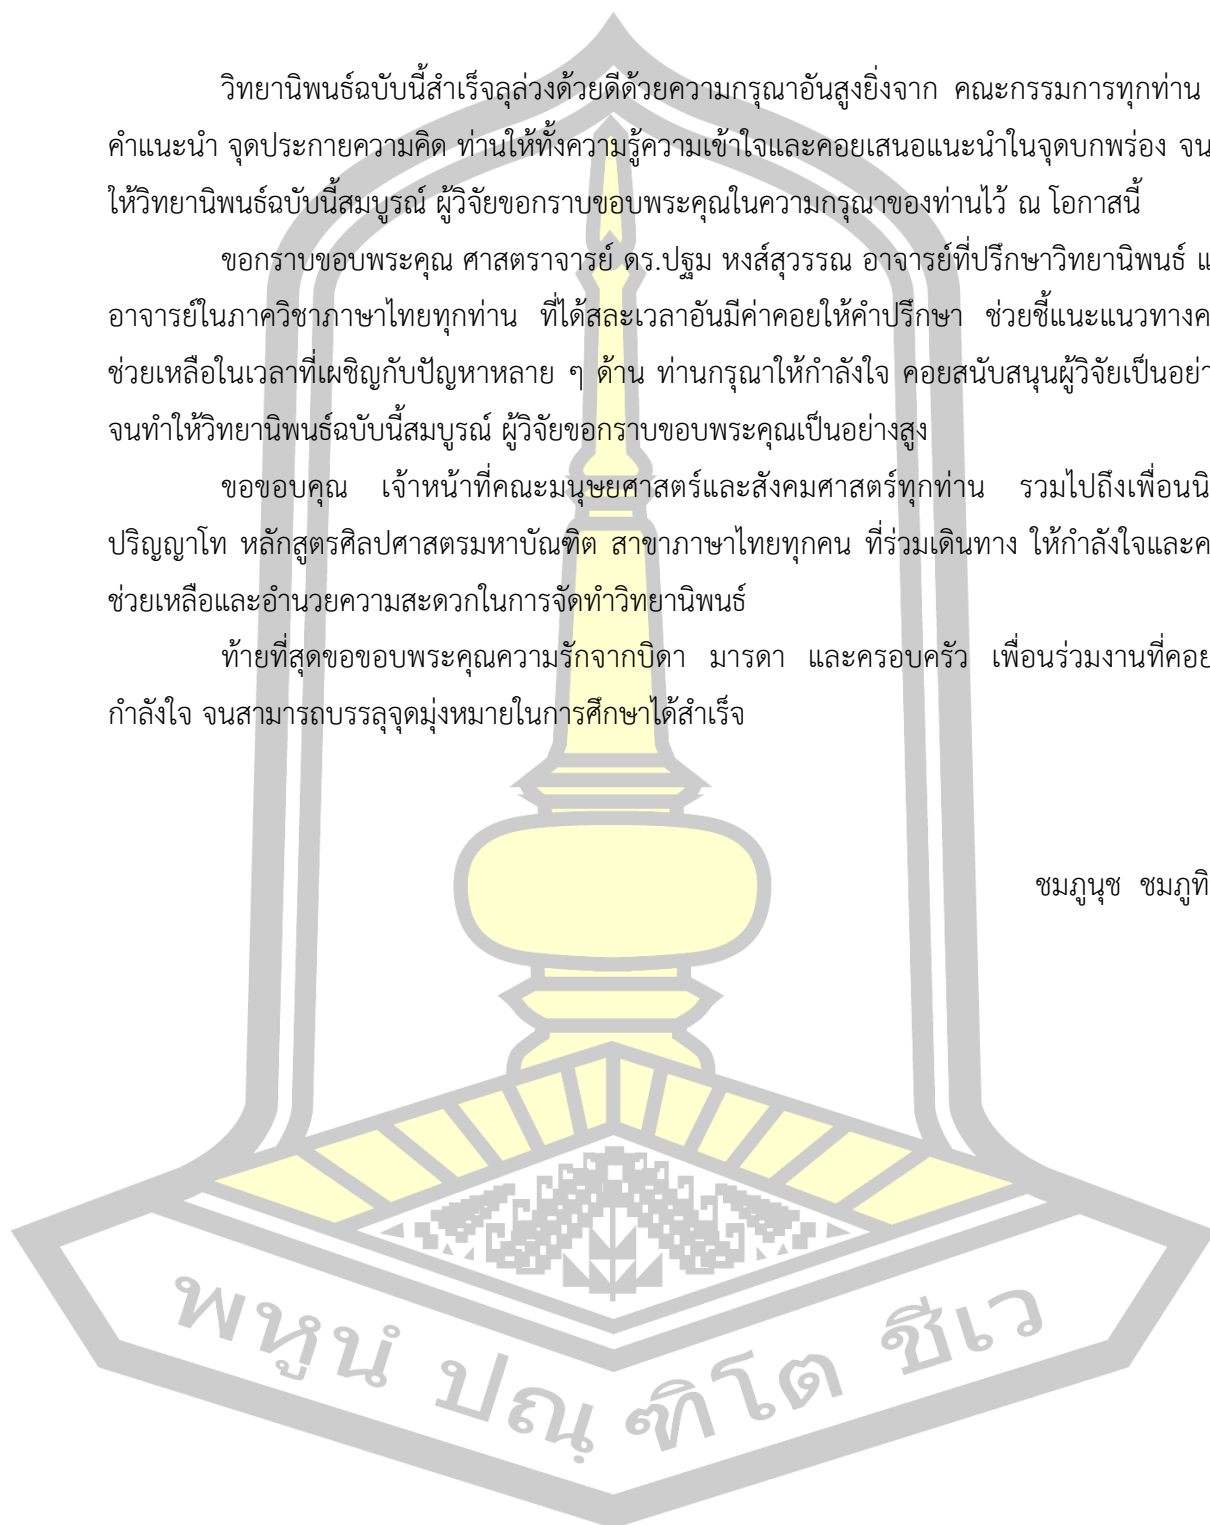 วิทยานิพนธ์ฉบับนี้สำเร็จลุล่วงด้วยดีด้วยความกรุณาอันสูงยิ่งจาก คณะกรรมการทุกท่าน
คำแนะนำ จุดประกายความคิด ท่านให้ทั้งความรู้ความเข้าใจและคอยเสนอแนะนำในจุดบกพร่อง จน
ให้วิทยานิพนธ์ฉบับนี้สมบูรณ์ ผู้วิจัยขอกราบขอบพระคุณในความกรุณาของท่านไว้ ณ โอกาสนี้
ขอกราบขอบพระคุณ ศาสตราจารย์ ดร.ปฐม หงส์สุวรรณ อาจารย์ที่ปรึกษาวิทยานิพนธ์
อาจารย์ในภาควิชาภาษาไทยทุกท่าน ที่ได้สละเวลาอันมีค่าคอยให้คำปรึกษา ช่วยชี้แนะแนวทาง
ช่วยเหลือในเวลาที่เผชิญกับปัญหาหลาย ๆ ด้าน ท่านกรุณาให้กำลังใจ คอยสนับสนุนผู้วิจัยเป็น
จนทำให้วิทยานิพนธ์ฉบับนี้สมบูรณ์ ผู้วิจัยขอกราบขอบพระคุณเป็นอย่างสูง
ขอขอบคุณ เจ้าหน้าที่คณะมนุษยศาสตร์และสังคมศาสตร์ทุกท่าน รวมไปถึงเพื่อน
ปริญญาโท หลักสูตรศิลปศาสตรมหาบัณฑิต สาขาภาษาไทยทุกคน ที่ร่วมเดินทาง ให้กำลังใจและ
ช่วยเหลือและอำนวยความสะดวกในการจัดทำวิทยานิพนธ์
ท้ายที่สุดขอขอบพระคุณความรักจากบิดา มารดา และครอบครัว เพื่อนร่วมงานที่คอย
กำลังใจ จนสามารถบรรลุจุดมุ่งหมายในการศึกษาได้สำเร็จ
ชมภูนุช ชมภูทิ
พหูนํ ปณฺฑิโต ชีเว